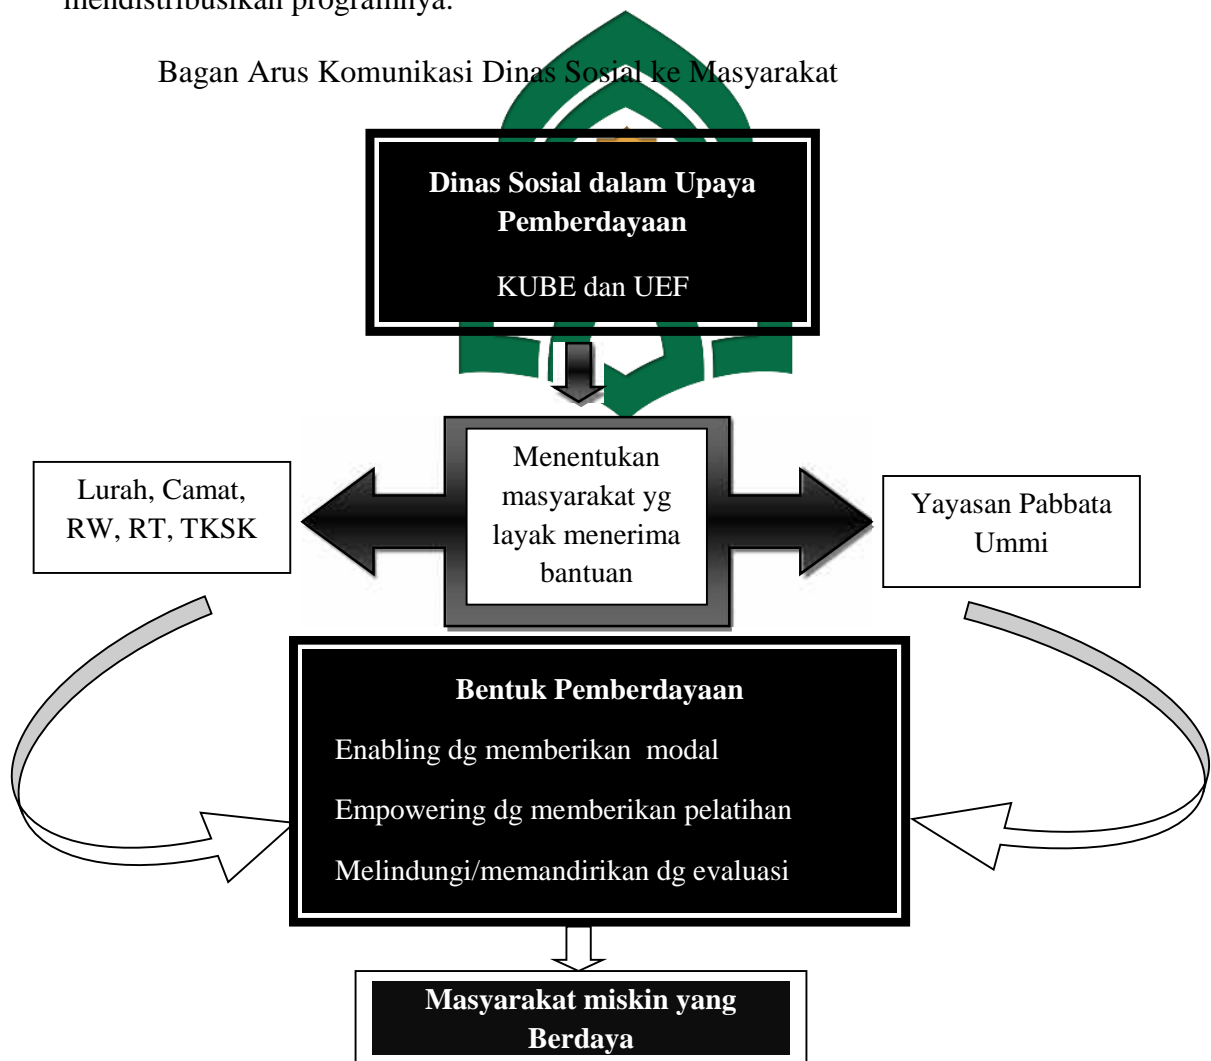 mendistribusikan programnya.
Bagan Arus Komunikasi Dinas Sosial ke Masyarakat
Dinas Sosial dalam Upaya
Pemberdayaan
KUBE dan UEF
Menentukan
masyarakat yg
layak menerima
bantuan
Lurah, Camat,
RW, RT, TKSK
Yayasan Pabbata
Ummi
Bentuk Pemberdayaan
Enabling dg memberikan modal
Empowering dg memberikan pelatihan
Melindungi/memandirikan dg evaluasi
Masyarakat miskin yang
Berdaya